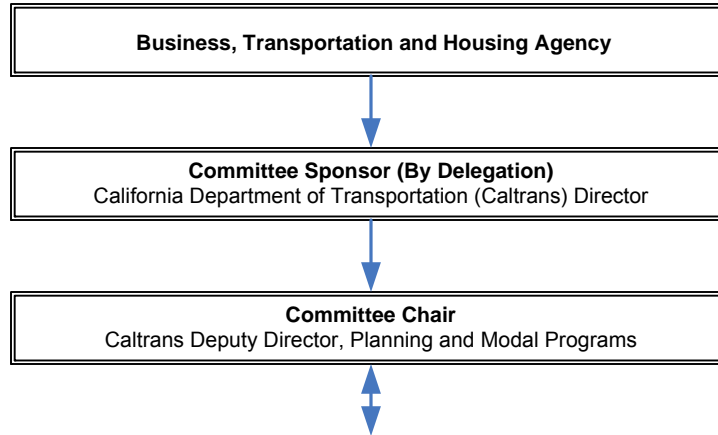 Business, Transportation and Housing Agency
Committee Sponsor (By Delegation)
California Department of Transportation (Caltrans) Director
Committee Chair
Caltrans Deputy Director, Planning and Modal Programs